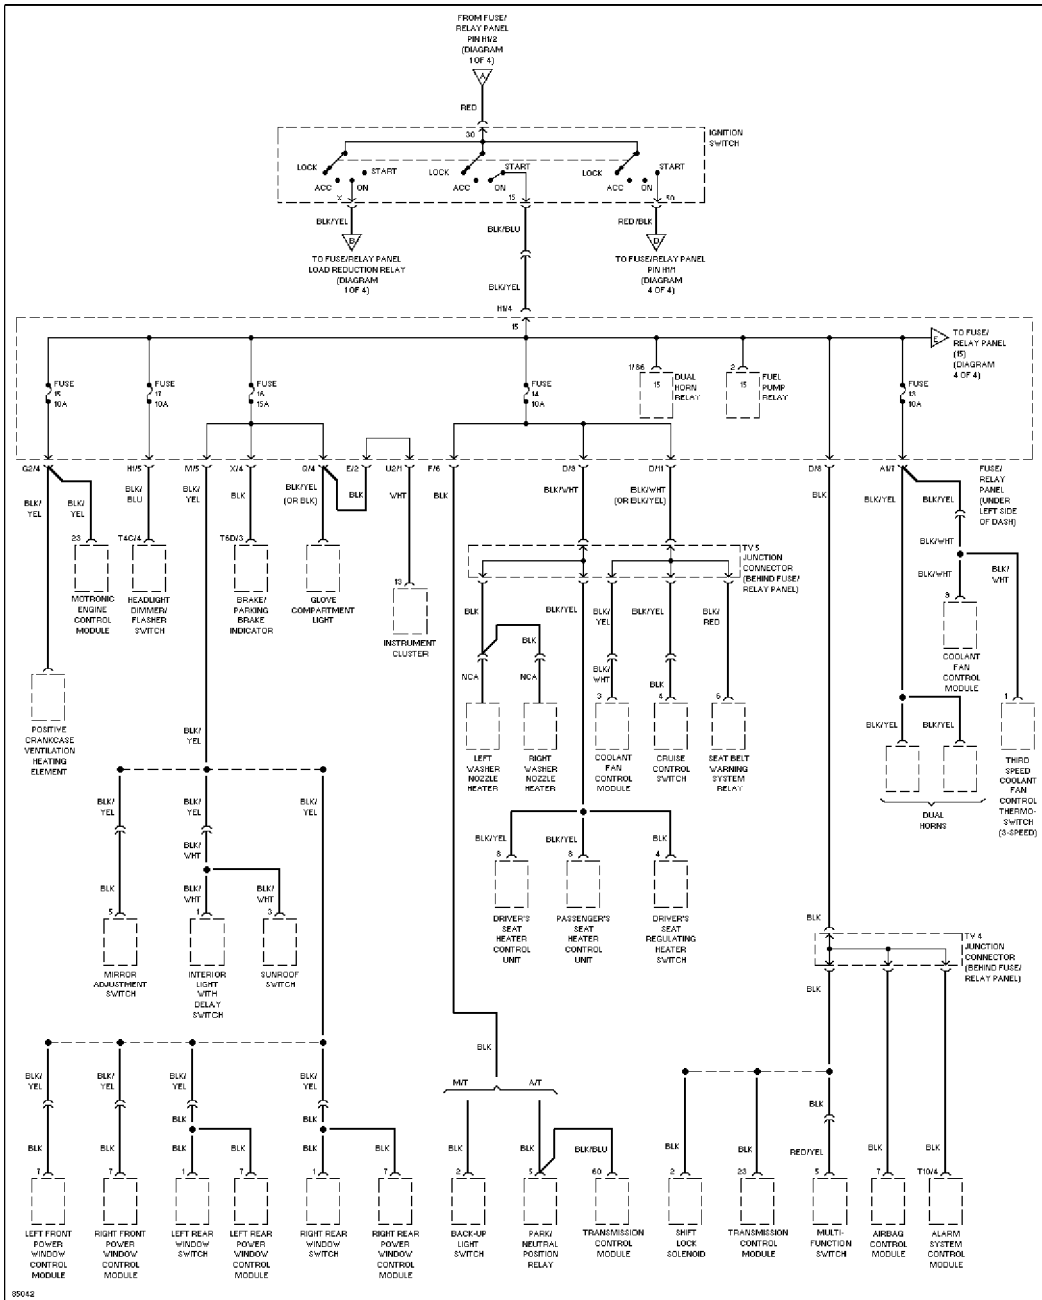 FROM FUSE/
RELAY PANEL
PIN H1/2
(DIAGRAM
1 OF 4)
A
RED
30
IGNITION
SWITCH
LOCK
ACC
ON
START
LOCK
ACC
ON
START
LOCK
ACC
ON
START
X
15
50
BLK/YEL
BLK/BLU
RED/BLK
B
D
TO FUSE/RELAY PANEL
LOAD REDUCTION RELAY
(DIAGRAM
1 OF 4)
TO FUSE/RELAY PANEL
PIN H1/1
(DIAGRAM
4 OF 4)
BLK/YEL
H1/4
15
E
TO FUSE/
RELAY PANEL
(15)
(DIAGRAM
4 OF 4)
FUSE
15
10A
FUSE
17
10A
FUSE
16
15A
FUSE
14
10A
1/86
15
DUAL
HORN
RELAY
2
15
FUEL
PUMP
RELAY
FUSE
13
10A
G2/4
H1/5
M/5
X/4
Q/4
E/2
U2/1
F/6
D/8
D/11
D/6
A1/7
FUSE/
RELAY
PANEL
(UNDER
LEFT SIDE
OF DASH)
BLK/
YEL
BLK/
YEL
BLK/
BLU
BLK/
YEL
BLK
BLK/YEL
(OR BLK)
BLK
WHT
BLK
BLK/WHT
BLK/WHT
(OR BLK/YEL)
BLK
BLK/YEL
BLK/YEL
BLK/WHT
BLK/WHT
BLK/
WHT
23
MOTRONIC
ENGINE
CONTROL
MODULE
T4C/4
HEADLIGHT
DIMMER/
FLASHER
SWITCH
T6D/3
BRAKE/
PARKING
BRAKE
INDICATOR
GLOVE
COMPARTMENT
LIGHT
13
INSTRUMENT
CLUSTER
TV 5
JUNCTION
CONNECTOR
(BEHIND FUSE/
RELAY PANEL)
9
COOLANT
FAN
CONTROL
MODULE
1
THIRD
SPEED
COOLANT
FAN
CONTROL
THERMO-
SWITCH
(3-SPEED)
BLK
BLK
NCA
NCA
BLK/YEL
BLK/
YEL
BLK/
WHT
BLK/YEL
BLK
BLK/
RED
POSITIVE
CRANKCASE
VENTILATION
HEATING
ELEMENT
LEFT
WASHER
NOZZLE
HEATER
RIGHT
WASHER
NOZZLE
HEATER
3
COOLANT
FAN
CONTROL
MODULE
4
CRUISE
CONTROL
SWITCH
6
SEAT BELT
WARNING
SYSTEM
RELAY
BLK/YEL
BLK/YEL
DUAL
HORNS
BLK/
YEL
BLK/
YEL
BLK/
YEL
BLK/
YEL
BLK
BLK/
WHT
BLK/
WHT
BLK/
WHT
5
MIRROR
ADJUSTMENT
SWITCH
1
INTERIOR
LIGHT
WITH
DELAY
SWITCH
3
SUNROOF
SWITCH
BLK/YEL
BLK/YEL
BLK
8
DRIVER'S
SEAT
HEATER
CONTROL
UNIT
8
PASSENGER'S
SEAT
HEATER
CONTROL
UNIT
4
DRIVER'S
SEAT
REGULATING
HEATER
SWITCH
BLK
TV 4
JUNCTION
CONNECTOR
(BEHIND FUSE/
RELAY PANEL)
BLK
BLK
M/T
A/T
BLK/
YEL
BLK/
YEL
BLK/
YEL
BLK/
YEL
BLK
BLK
BLK
BLK
BLK
BLK
BLK
BLK
BLK
BLK
BLK/BLU
BLK
BLK
BLK
RED/YEL
BLK
BLK
7
LEFT FRONT
POWER
WINDOW
CONTROL
MODULE
7
RIGHT FRONT
POWER
WINDOW
CONTROL
MODULE
1
LEFT REAR
WINDOW
SWITCH
7
LEFT REAR
POWER
WINDOW
CONTROL
MODULE
1
RIGHT REAR
WINDOW
SWITCH
7
RIGHT REAR
POWER
WINDOW
CONTROL
MODULE
2
BACK-UP
LIGHT
SWITCH
5
PARK/
NEUTRAL
POSITION
RELAY
60
TRANSMISSION
CONTROL
MODULE
2
SHIFT
LOCK
SOLENOID
23
TRANSMISSION
CONTROL
MODULE
5
MULTI-
FUNCTION
SWITCH
7
AIRBAG
CONTROL
MODULE
T10/4
ALARM
SYSTEM
CONTROL
MODULE
85042